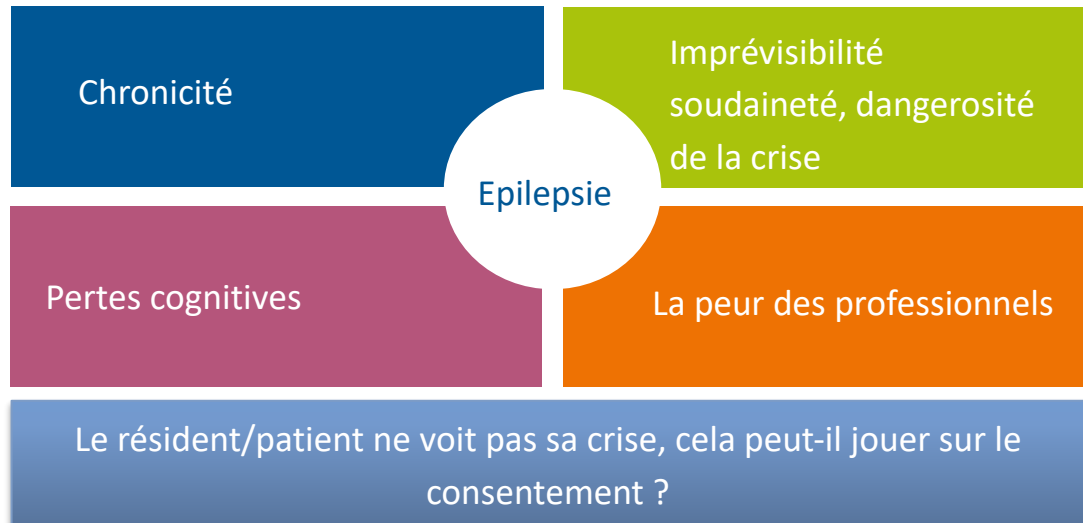 Chronicité
Imprévisibilité
soudaineté, dangerosité
de la crise
Epilepsie
Pertes cognitives
La peur des professionnels
Le résident/patient ne voit pas sa crise, cela peut-il jouer sur le
consentement ?